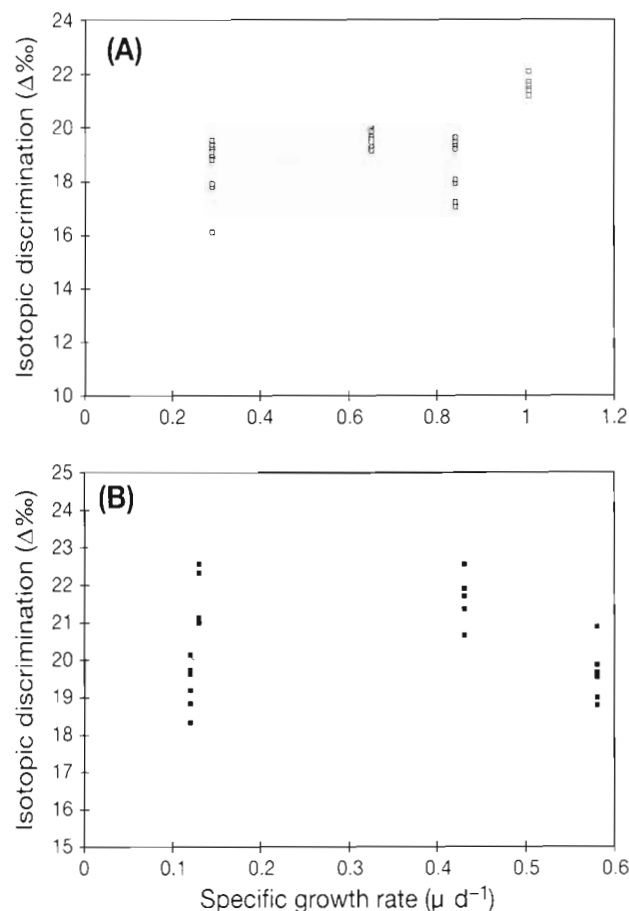 (A)
Isotopic discrimination (Δ‰)
24
22
20
18
16
14
12
10
0 0.2 0.4 0.6 0.8 1 1.2
(B)
Isotopic discrimination (Δ‰)
25
24
23
22
21
20
19
18
17
16
15
0 0.1 0.2 0.3 0.4 0.5 0.6
Specific growth rate (μ d⁻¹)